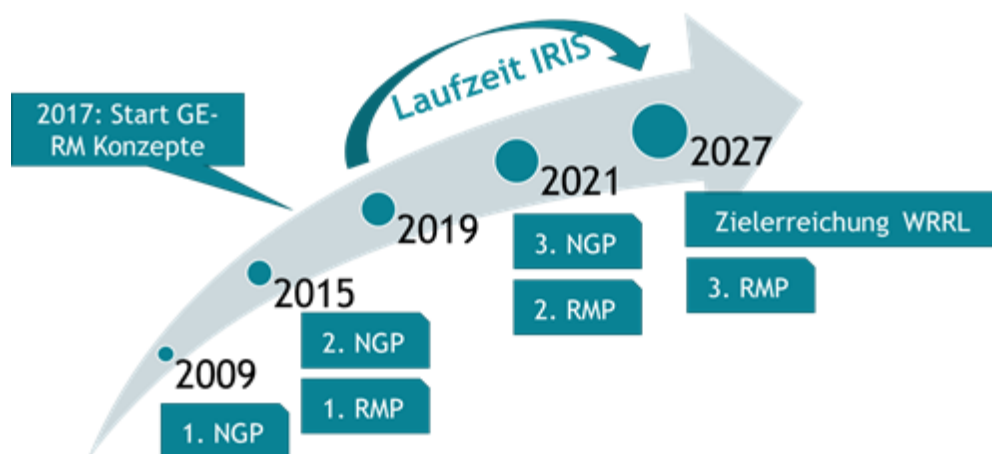 Laufzeit IRIS
2017: Start GE-
RM Konzepte
2027
2021
2019
Zielerreichung WRRL
3. NGP
3. RMP
2015
2. RMP
2. NGP
2009
1. RMP
1. NGP